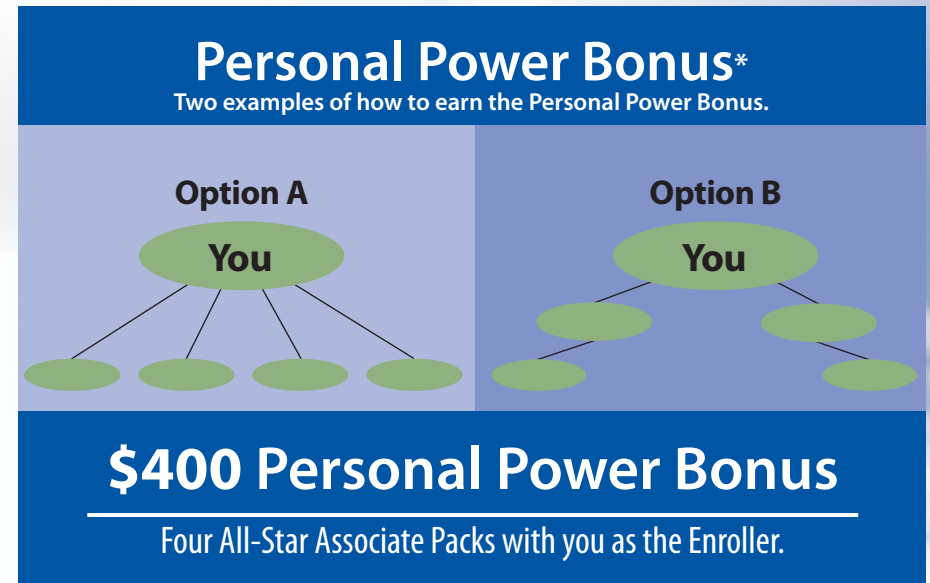 Personal Power Bonus*
Two examples of how to earn the Personal Power Bonus.
Option A
You
Option B
You
$400 Personal Power Bonus
Four All-Star Associate Packs with you as the Enroller.